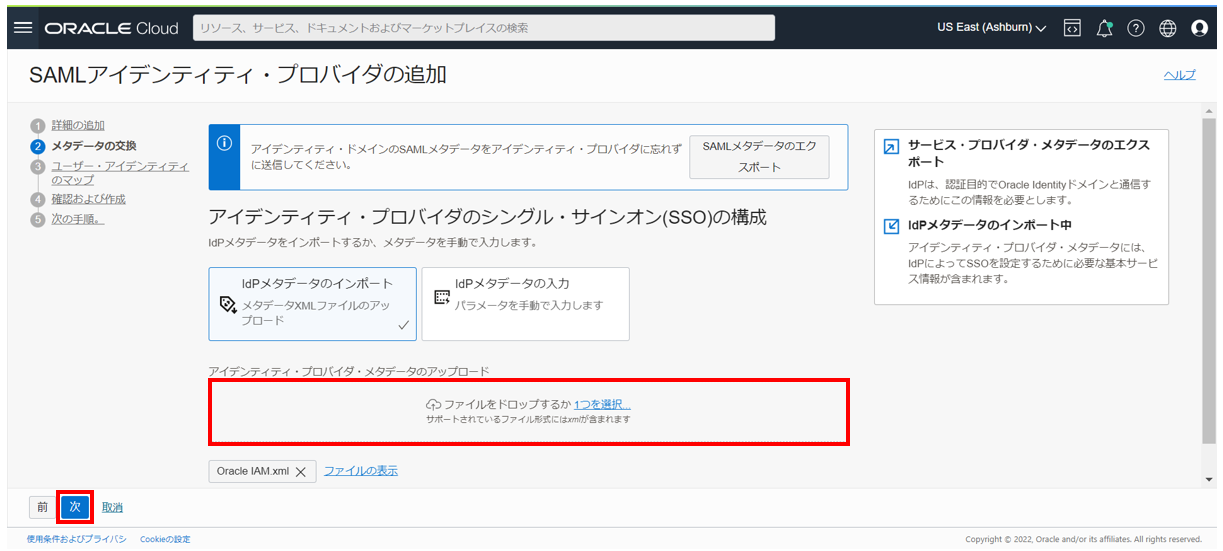 ORACLE Cloud
リソース、サービス、ドキュメントおよびマーケットプレイスの検索
US East (Ashburn)
SAMLアイデンティティ・プロバイダの追加
ヘルプ
1 詳細の追加
2 メタデータの交換
3 ユーザー・アイデンティティ
のマップ
4 確認および作成
5 次の手順。
アイデンティティ・ドメインのSAMLメタデータをアイデンティティ・プロバイダに忘れず
に送信してください。
SAMLメタデータのエク
スポート
アイデンティティ・プロバイダのシングル・サインオン(SSO)の構成
IdPメタデータをインポートするか、メタデータを手動で入力します。
IdPメタデータのインポート
メタデータXMLファイルのアッ
プロード
IdPメタデータの入力
パラメータを手動で入力します
アイデンティティ・プロバイダ・メタデータのアップロード
ファイルをドロップするか 1つを選択...
サポートされているファイル形式にはxmlが含まれます
Oracle IAM.xml
ファイルの表示
サービス・プロバイダ・メタデータのエクス
ポート
IdPは、認証目的でOracle Identityドメインと通信す
るためにこの情報を必要とします。
IdPメタデータのインポート中
アイデンティティ・プロバイダ・メタデータには、
IdPによってSSOを設定するために必要な基本サービ
ス情報が含まれます。
前
次
取消
使用条件およびプライバシ
Cookieの設定
Copyright © 2022, Oracle and/or its affiliates. All rights reserved.